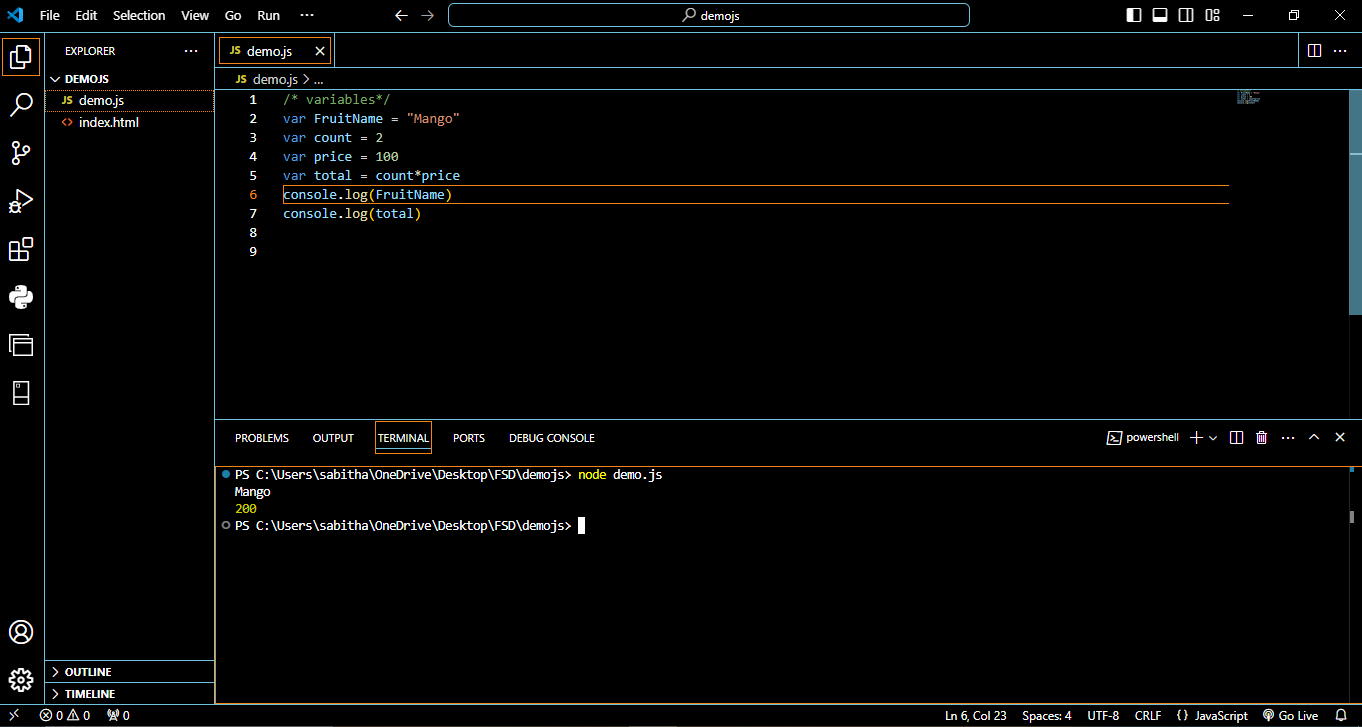 File Edit Selection View Go Run ··· demojs
EXPLORER ···
DEMOJS
JS demo.js
<> index.html
OUTLINE
TIMELINE
JS demo.js
JS demo.js > ...
1 /* variables*/
2 var FruitName = "Mango"
3 var count = 2
4 var price = 100
5 var total = count*price
6 console.log(FruitName)
7 console.log(total)
8
9
PROBLEMS OUTPUT TERMINAL PORTS DEBUG CONSOLE powershell
PS C:\Users\sabitha\OneDrive\Desktop\FSD\demojs> node demo.js
Mango
200
PS C:\Users\sabitha\OneDrive\Desktop\FSD\demojs>
0 0 0 Ln 6, Col 23 Spaces: 4 UTF-8 CRLF {} JavaScript Go Live